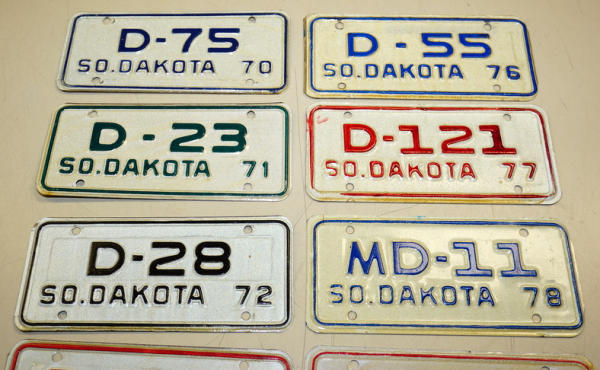 D-75
SO.DAKOTA 70
D-55
SO.DAKOTA 76
D-23
SO.DAKOTA 71
D-121
SO.DAKOTA 77
D-28
SO.DAKOTA 72
MD-11
SO.DAKOTA 78